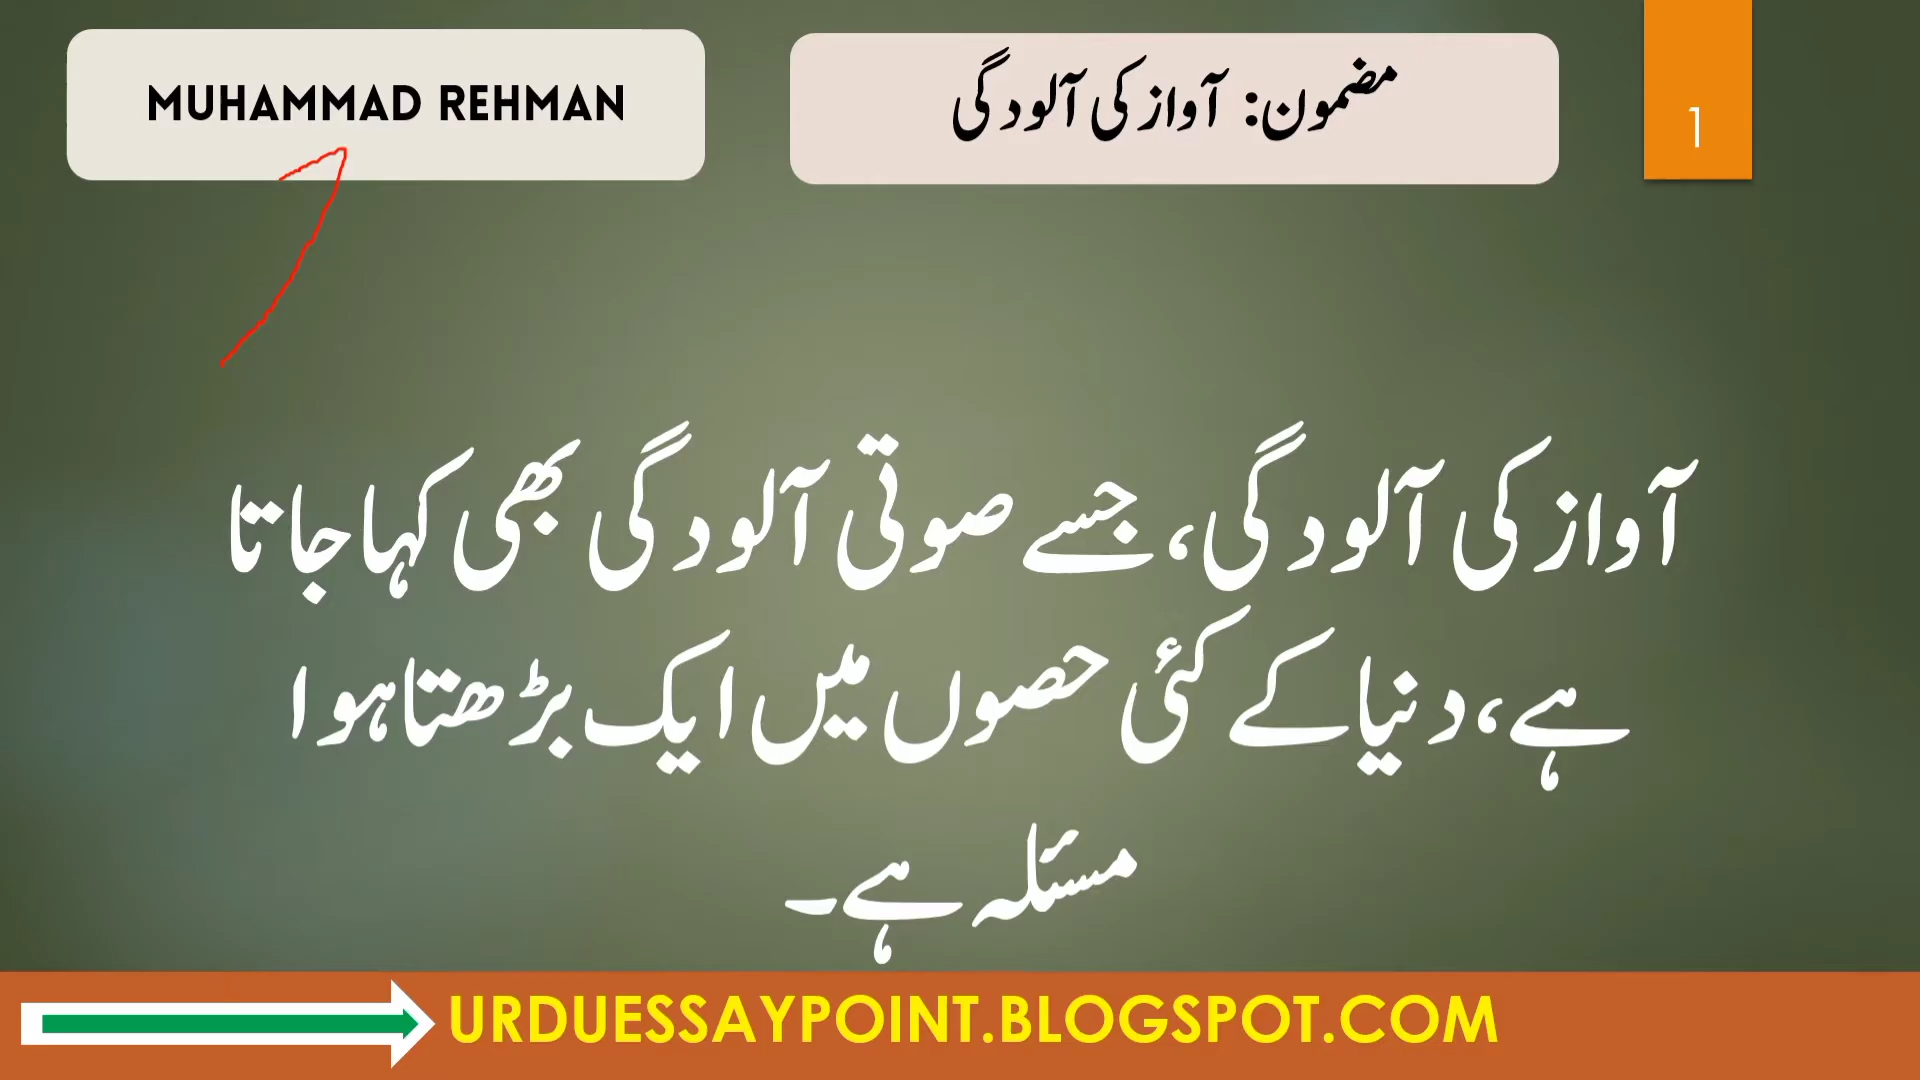 MUHAMMAD REHMAN
مضمون: آواز کی آلودگی
1
آواز کی آلودگی، جسے صوتی آلودگی بھی کہا جاتا
ہے، دنیا کے کئی حصوں میں ایک بڑھتا ہوا
مسئلہ ہے۔
URDUESSAYPOINT.BLOGSPOT.COM